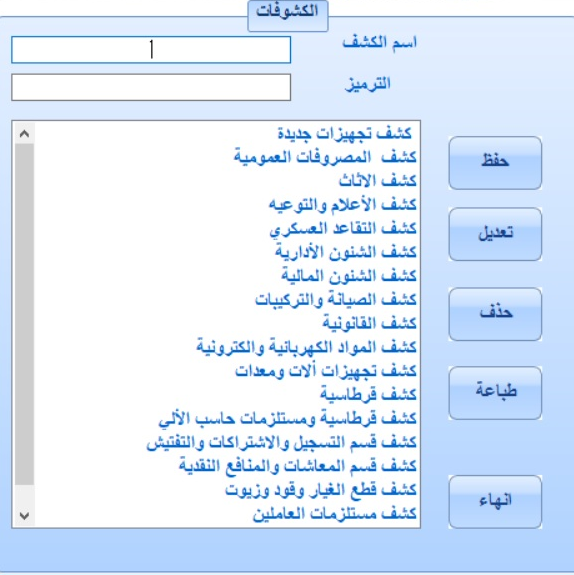 الكشوفات
اسم الكشف
الترميز
كشف تجهيزات جديدة
كشف المصروفات العمومية
كشف الاثاث
كشف الأعلام والتوعيه
كشف التقاعد العسكري
كشف الشئون الأدارية
كشف الشئون المالية
كشف الصيانة والتركيبات
كشف القانونية
كشف المواد الكهربائية والكترونية
كشف تجهيزات ألات ومعدات
كشف قرطاسية
كشف قرطاسية ومستلزمات حاسب الألي
كشف قسم التسجيل والاشتراكات والتفتيش
كشف قسم المعاشات والمنافع النقدية
كشف قطع الغيار وقود وزيوت
كشف مستلزمات العاملين
حفظ
تعديل
حذف
طباعة
انهاء